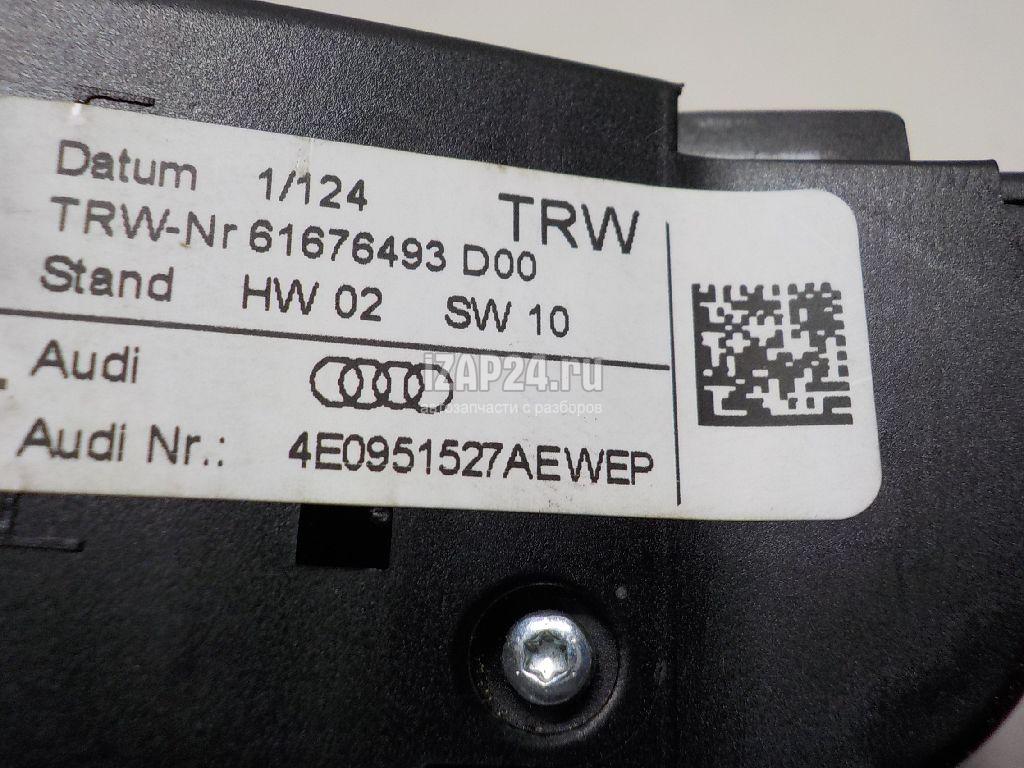 Datum 1/124
TRW-Nr 61676493 D00
TRW
Stand HW 02 SW 10
Audi
Audi Nr.: 4E0951527AEWEP
iZAP24.ru
автозапчасти с разборов